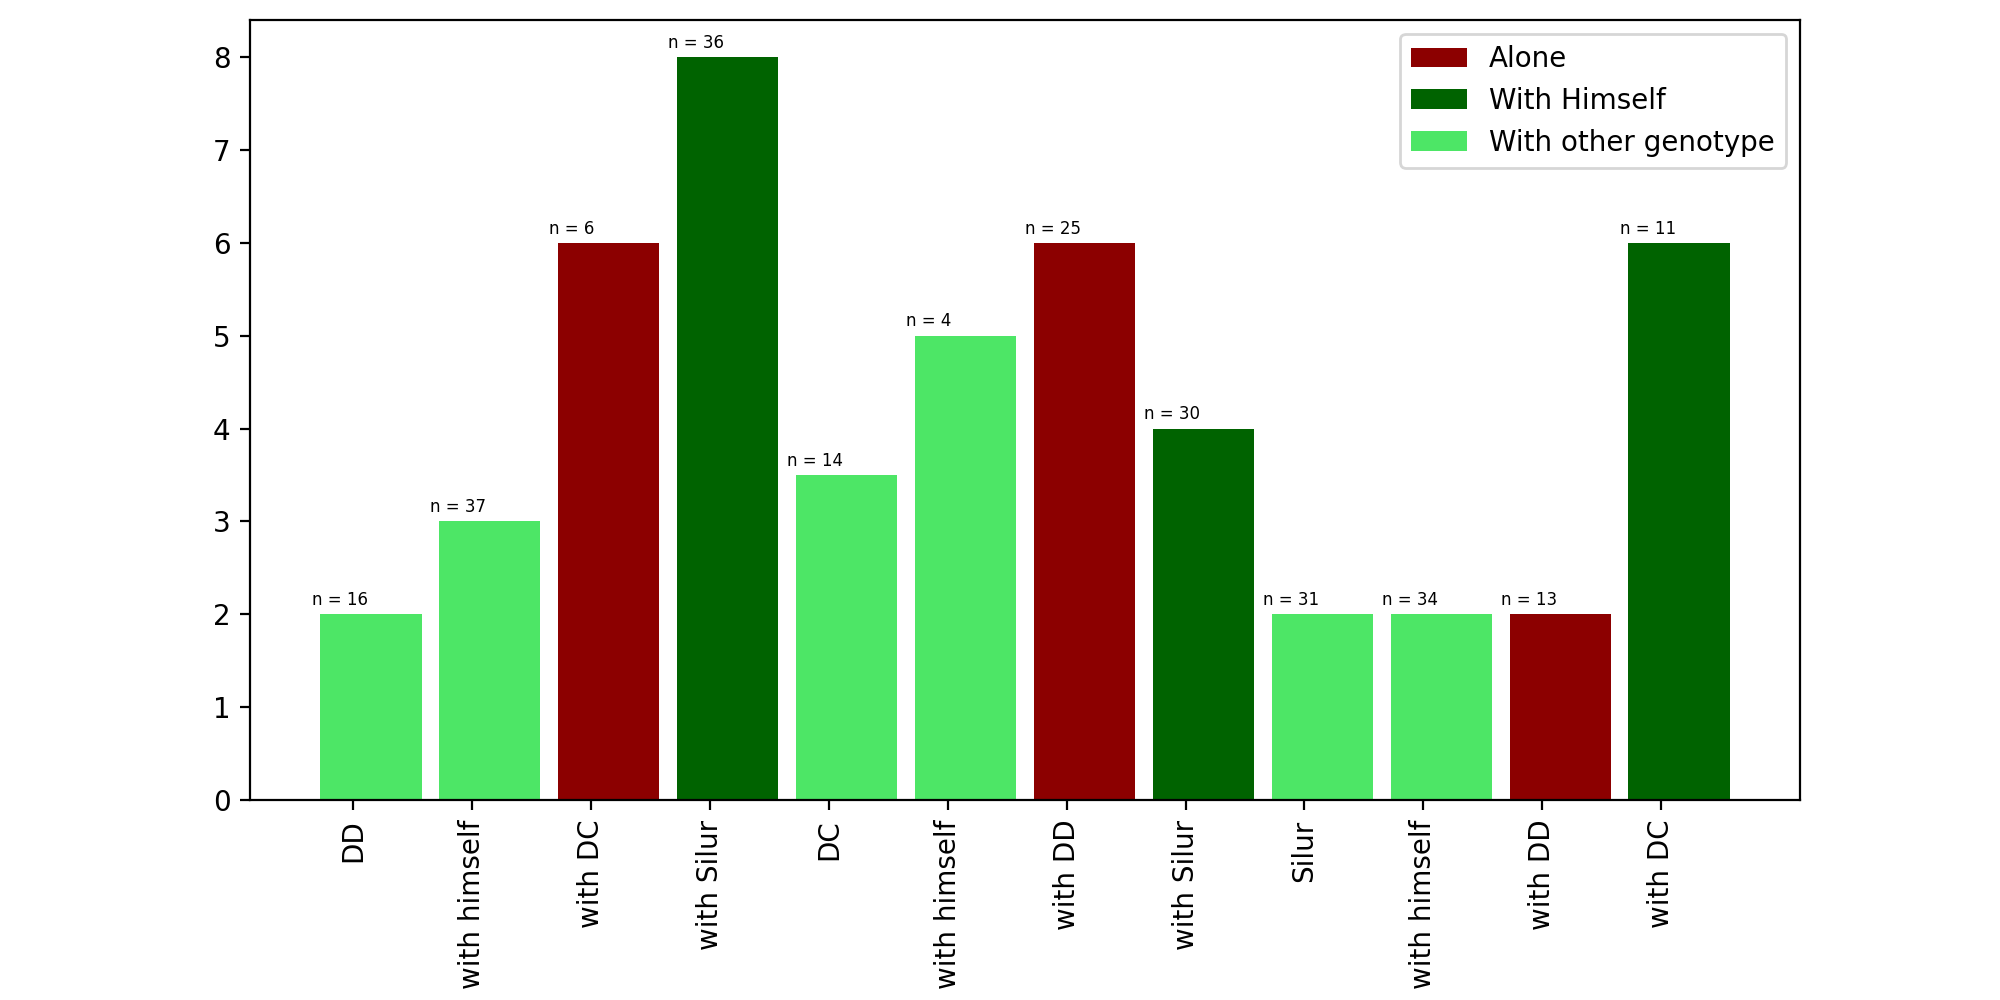 n = 36
n = 6
n = 25
n = 11
n = 4
n = 30
n = 14
n = 37
n = 16
n = 31
n = 34
n = 13
Alone
With Himself
With other genotype
8
7
6
5
4
3
2
1
0
DD
with himself
with DC
with Silur
DC
with himself
with DD
with Silur
Silur
with himself
with DD
with DC